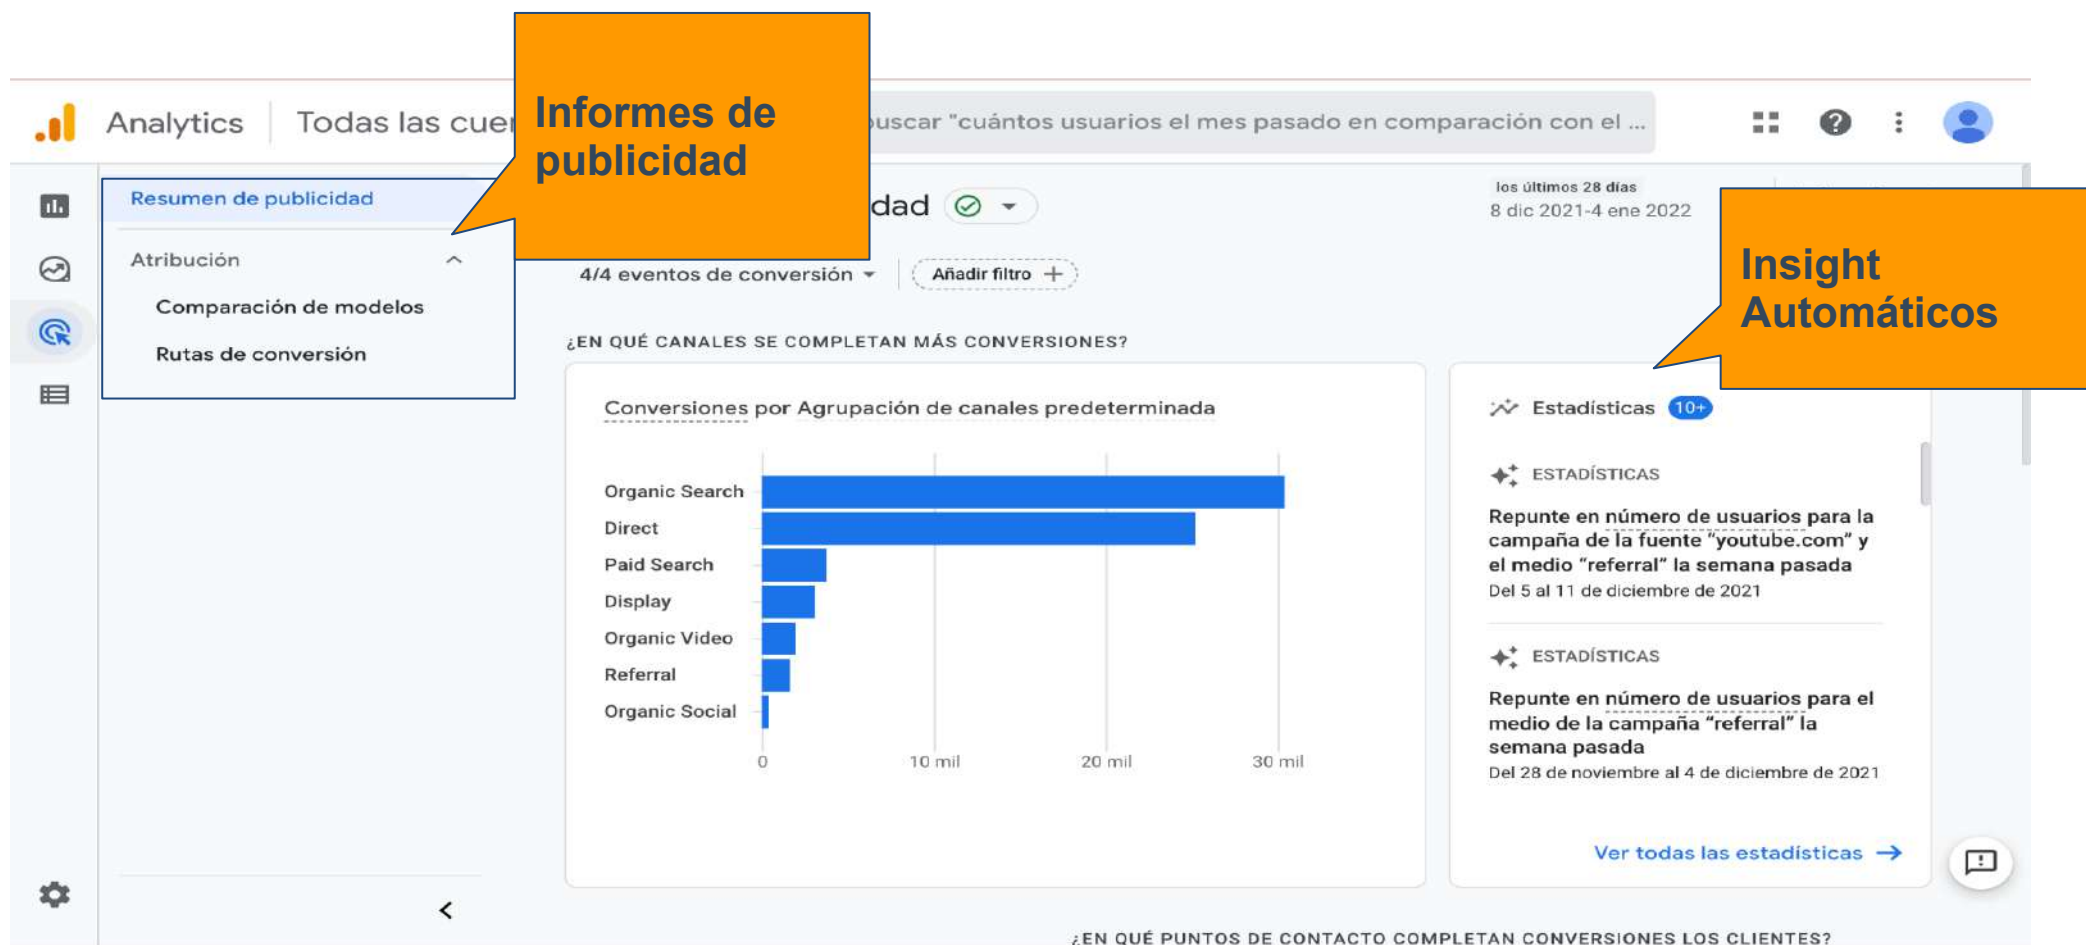 Informes de
publicidad
Analytics
Todas las
buscar "cuántos usuarios el mes pasado en comparación con el ...
Resumen de publicidad
Atribución
Comparación de modelos
Rutas de conversión
los últimos 28 días
8 dic 2021-4 ene 2022
Insight
Automáticos
4/4 eventos de conversión
Añadir filtro +
¿EN QUÉ CANALES SE COMPLETAN MÁS CONVERSIONES?
Conversiones por Agrupación de canales predeterminada
Organic Search
Direct
Paid Search
Display
Organic Video
Referral
Organic Social
0
10 mil
20 mil
30 mil
Estadísticas 10+
ESTADÍSTICAS
Repunte en número de usuarios para la
campaña de la fuente “youtube.com” y
el medio “referral” la semana pasada
Del 5 al 11 de diciembre de 2021
ESTADÍSTICAS
Repunte en número de usuarios para el
medio de la campaña “referral” la
semana pasada
Del 28 de noviembre al 4 de diciembre de 2021
Ver todas las estadísticas
¿EN QUÉ PUNTOS DE CONTACTO COMPLETAN CONVERSIONES LOS CLIENTES?